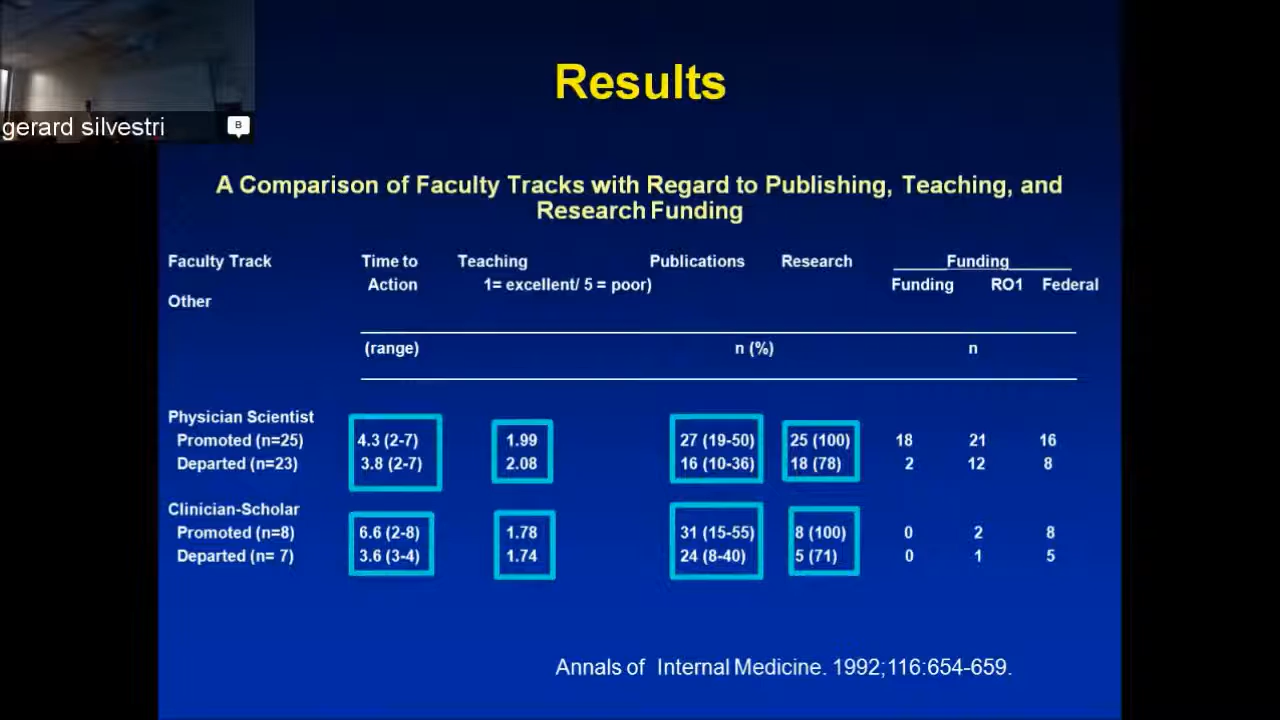 gerard silvestri
B
Results
A Comparison of Faculty Tracks with Regard to Publishing, Teaching, and
Research Funding
Faculty Track Time to Teaching Publications Research Funding
Action 1= excellent/ 5 = poor) Funding RO1 Federal
Other
(range) n (%) n
Physician Scientist
Promoted (n=25) 4.3 (2-7) 1.99 27 (19-50) 25 (100) 18 21 16
Departed (n=23) 3.8 (2-7) 2.08 16 (10-36) 18 (78) 2 12 8
Clinician-Scholar
Promoted (n=8) 6.6 (2-8) 1.78 31 (15-55) 8 (100) 0 2 8
Departed (n= 7) 3.6 (3-4) 1.74 24 (8-40) 5 (71) 0 1 5
Annals of Internal Medicine. 1992;116:654-659.